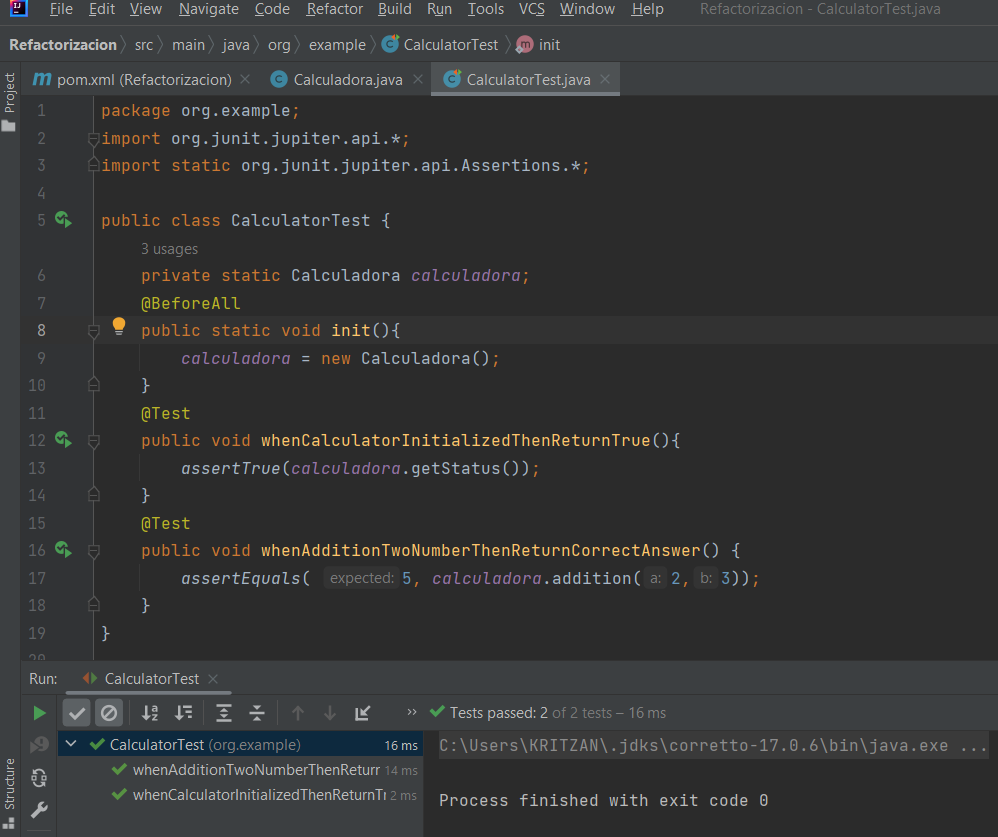 File Edit View Navigate Code Refactor Build Run Tools VCS Window Help Refactorizacion - CalculatorTest.java
Refactorizacion src main java org example CalculatorTest m init
m pom.xml (Refactorizacion) C Calculadora.java C CalculatorTest.java
Project
1 package org.example;
2 import org.junit.jupiter.api.*;
3 import static org.junit.jupiter.api.Assertions.*;
4
5 public class CalculatorTest {
3 usages
6 private static Calculadora calculadora;
7 @BeforeAll
8 public static void init(){
9 calculadora = new Calculadora();
10 }
11 @Test
12 public void whenCalculatorInitializedThenReturnTrue(){
13 assertTrue(calculadora.getStatus());
14 }
15 @Test
16 public void whenAdditionTwoNumberThenReturnCorrectAnswer() {
17 assertEquals( expected: 5, calculadora.addition( a: 2, b: 3));
18 }
19 }
20
Run: CalculatorTest
Tests passed: 2 of 2 tests – 16 ms
CalculatorTest (org.example) 16 ms
whenAdditionTwoNumberThenReturr 14 ms
whenCalculatorInitializedThenReturnTr 2 ms
C:\Users\KRITZAN\.jdks\corretto-17.0.6\bin\java.exe ...
Process finished with exit code 0
Structure